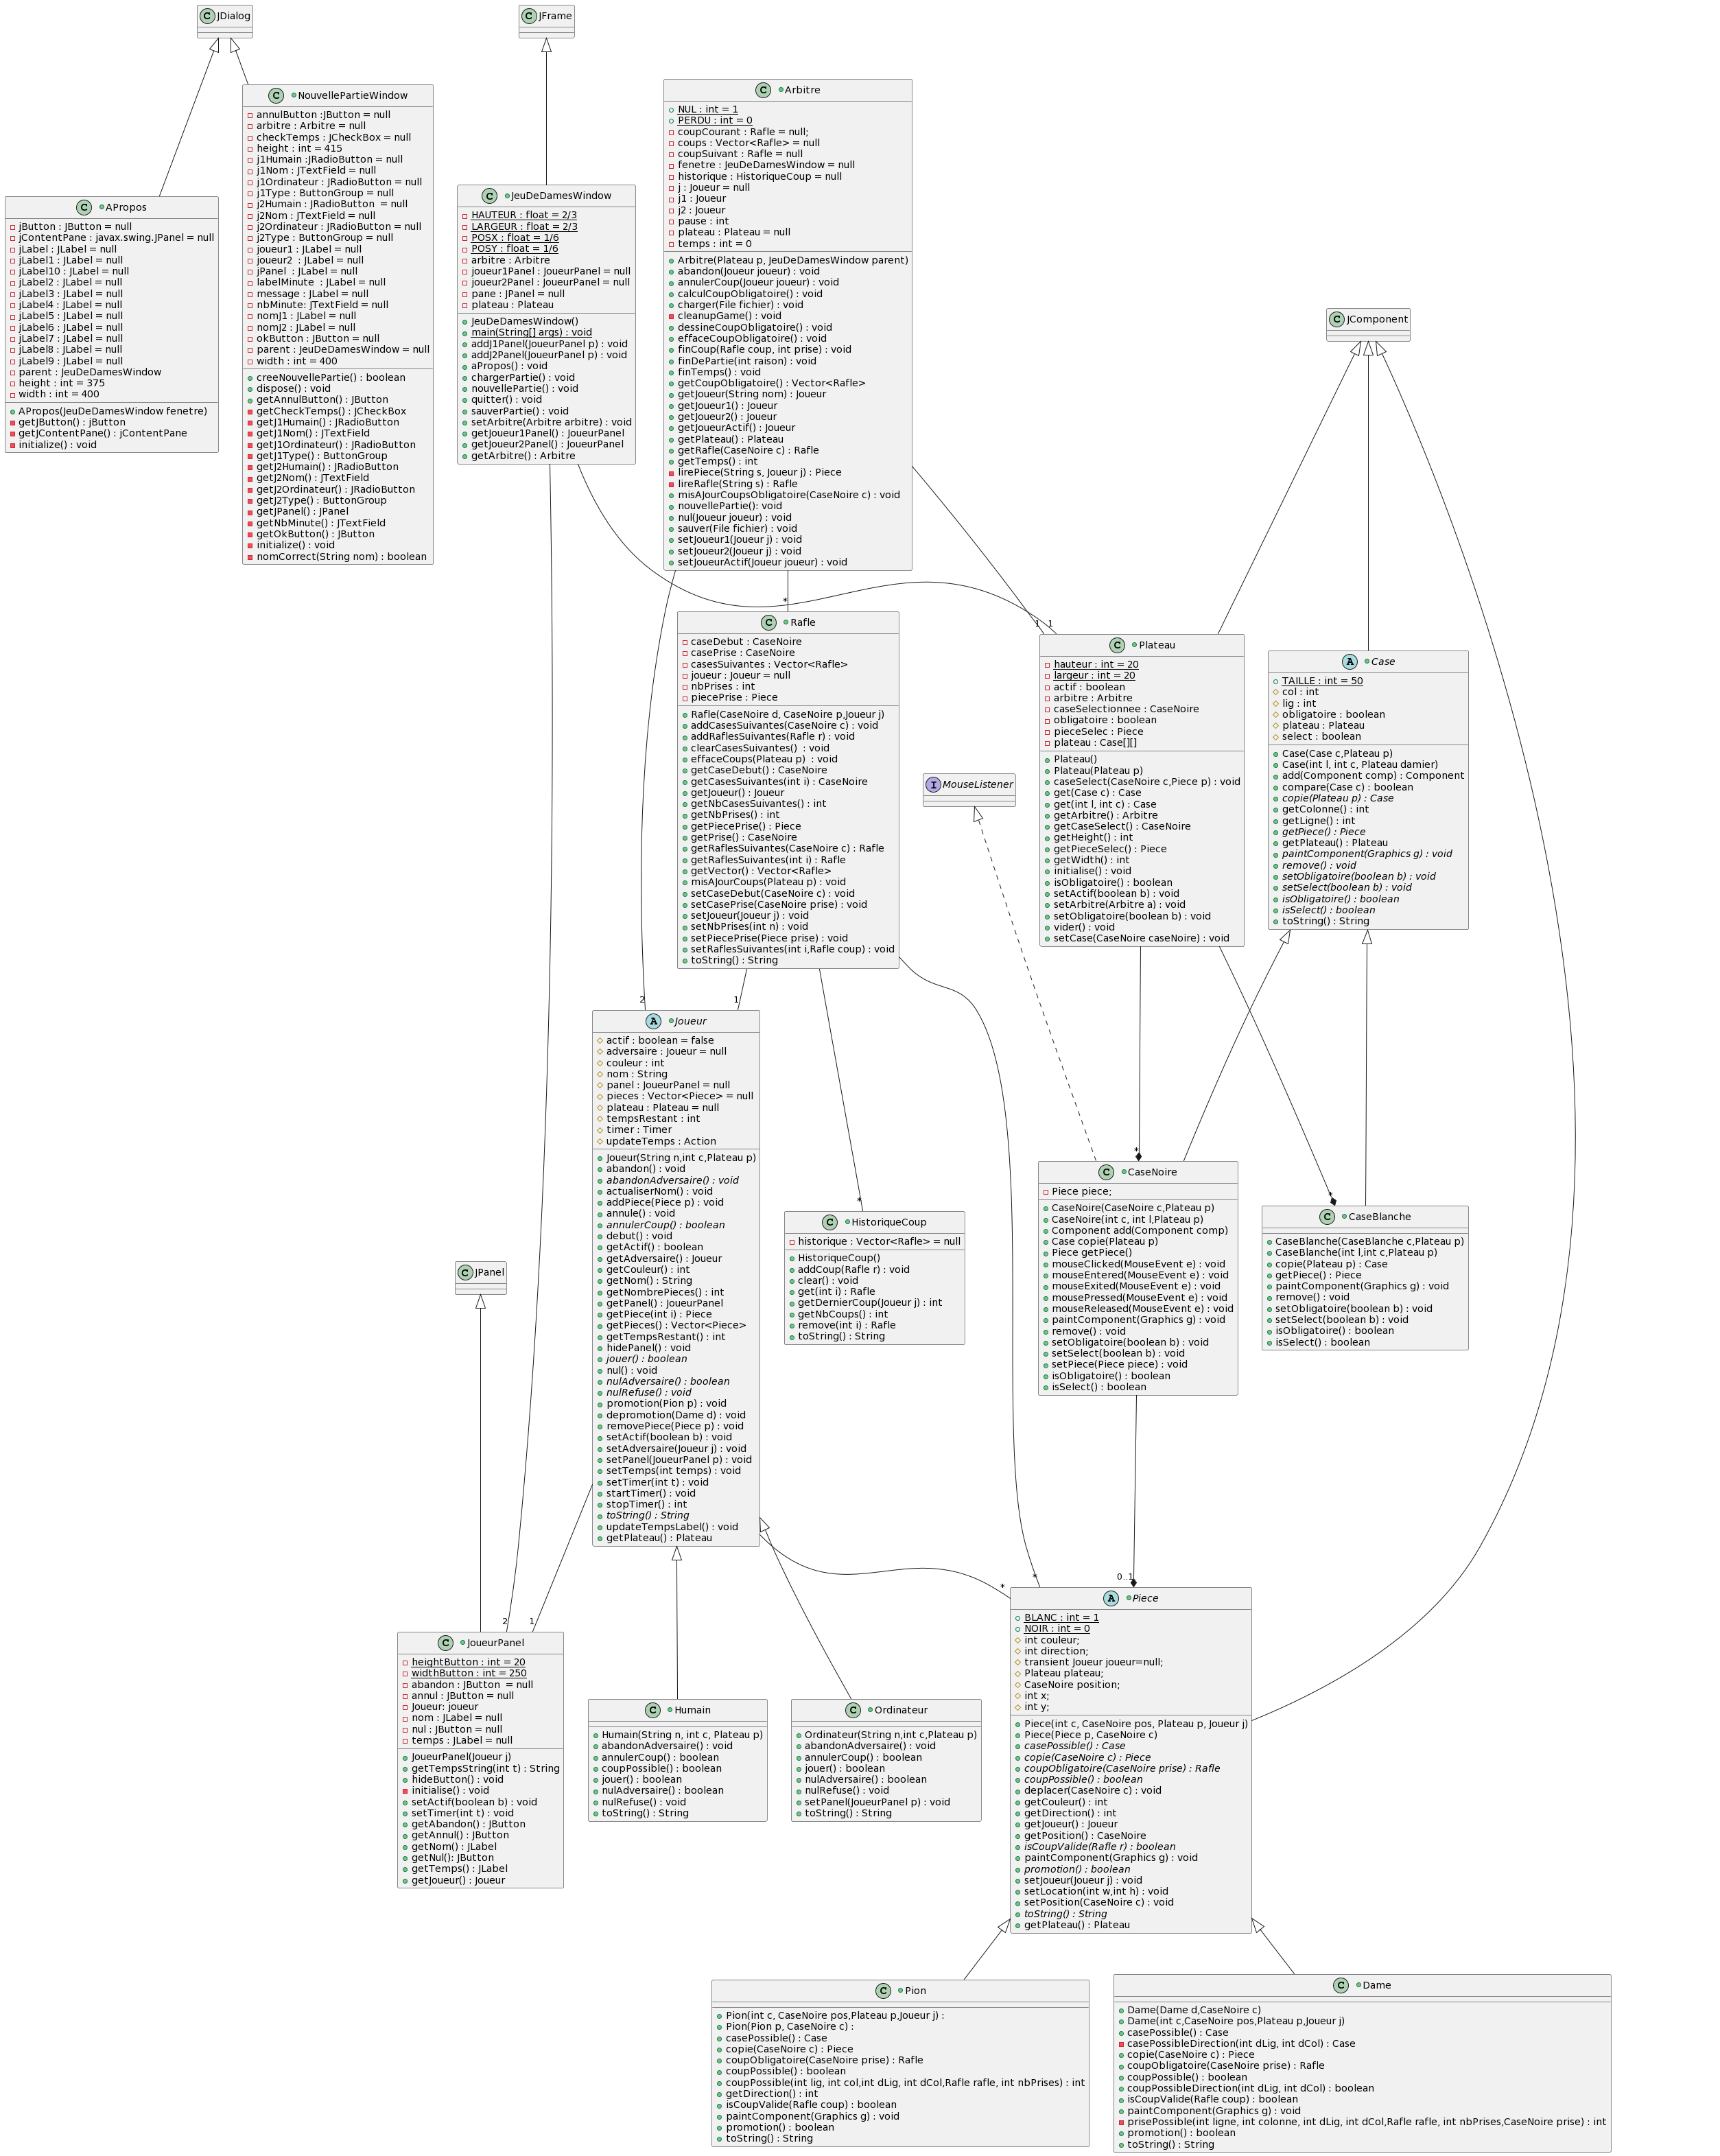 JDialog
JFrame
NouvellePartieWindow
annulButton :JButton = null
arbitre : Arbitre = null
checkTemps : JCheckBox = null
height : int = 415
j1Humain :JRadioButton = null
j1Nom : JTextField = null
j1Ordinateur : JRadioButton = null
j1Type : ButtonGroup = null
j2Humain : JRadioButton  = null
j2Nom : JTextField = null
j2Ordinateur : JRadioButton = null
j2Type : ButtonGroup = null
joueur1 : JLabel = null
joueur2  : JLabel = null
jPanel  : JLabel = null
labelMinute  : JLabel = null
message : JLabel = null
nbMinute: JTextField = null
nomJ1 : JLabel = null
nomJ2 : JLabel = null
okButton : JButton = null
parent : JeuDeDamesWindow = null
width : int = 400
creeNouvellePartie() : boolean
dispose() : void
getAnnulButton() : JButton
getCheckTemps() : JCheckBox
getJ1Humain() : JRadioButton
getJ1Nom() : JTextField
getJ1Ordinateur() : JRadioButton
getJ1Type() : ButtonGroup
getJ2Humain() : JRadioButton
getJ2Nom() : JTextField
getJ2Ordinateur() : JRadioButton
getJ2Type() : ButtonGroup
getJPanel() : JPanel
getNbMinute() : JTextField
getOkButton() : JButton
initialize() : void
nomCorrect(String nom) : boolean
Arbitre
NUL : int = 1
PERDU : int = 0
coupCourant : Rafle = null;
coups : Vector<Rafle> = null
coupSuivant : Rafle = null
fenetre : JeuDeDamesWindow = null
historique : HistoriqueCoup = null
j : Joueur = null
j1 : Joueur
j2 : Joueur
pause : int
plateau : Plateau = null
temps : int = 0
Arbitre(Plateau p, JeuDeDamesWindow parent)
abandon(Joueur joueur) : void
annulerCoup(Joueur joueur) : void
calculCoupObligatoire() : void
charger(File fichier) : void
cleanupGame() : void
dessineCoupObligatoire() : void
effaceCoupObligatoire() : void
finCoup(Rafle coup, int prise) : void
finDePartie(int raison) : void
finTemps() : void
getCoupObligatoire() : Vector<Rafle>
getJoueur(String nom) : Joueur
getJoueur1() : Joueur
getJoueur2() : Joueur
getJoueurActif() : Joueur
getPlateau() : Plateau
getRafle(CaseNoire c) : Rafle
getTemps() : int
lirePiece(String s, Joueur j) : Piece
lireRafle(String s) : Rafle
misAJourCoupsObligatoire(CaseNoire c) : void
nouvellePartie(): void
nul(Joueur joueur) : void
sauver(File fichier) : void
setJoueur1(Joueur j) : void
setJoueur2(Joueur j) : void
setJoueurActif(Joueur joueur) : void
APropos
jButton : JButton = null
jContentPane : javax.swing.JPanel = null
jLabel : JLabel = null
jLabel1 : JLabel = null
jLabel10 : JLabel = null
jLabel2 : JLabel = null
jLabel3 : JLabel = null
jLabel4 : JLabel = null
jLabel5 : JLabel = null
jLabel6 : JLabel = null
jLabel7 : JLabel = null
jLabel8 : JLabel = null
jLabel9 : JLabel = null
parent : JeuDeDamesWindow
height : int = 375
width : int = 400
APropos(JeuDeDamesWindow fenetre)
getJButton() : jButton
getJContentPane() : jContentPane
initialize() : void
JeuDeDamesWindow
HAUTEUR : float = 2/3
LARGEUR : float = 2/3
POSX : float = 1/6
POSY : float = 1/6
arbitre : Arbitre
joueur1Panel : JoueurPanel = null
joueur2Panel : JoueurPanel = null
pane : JPanel = null
plateau : Plateau
JeuDeDamesWindow()
main(String[] args) : void
addJ1Panel(JoueurPanel p) : void
addJ2Panel(JoueurPanel p) : void
aPropos() : void
chargerPartie() : void
nouvellePartie() : void
quitter() : void
sauverPartie() : void
setArbitre(Arbitre arbitre) : void
getJoueur1Panel() : JoueurPanel
getJoueur2Panel() : JoueurPanel
getArbitre() : Arbitre
JComponent
*
1
1
Rafle
caseDebut : CaseNoire
casePrise : CaseNoire
casesSuivantes : Vector<Rafle>
joueur : Joueur = null
nbPrises : int
piecePrise : Piece
Rafle(CaseNoire d, CaseNoire p,Joueur j)
addCasesSuivantes(CaseNoire c) : void
addRaflesSuivantes(Rafle r) : void
clearCasesSuivantes()  : void
effaceCoups(Plateau p)  : void
getCaseDebut() : CaseNoire
getCasesSuivantes(int i) : CaseNoire
getJoueur() : Joueur
getNbCasesSuivantes() : int
getNbPrises() : int
getPiecePrise() : Piece
getPrise() : CaseNoire
getRaflesSuivantes(CaseNoire c) : Rafle
getRaflesSuivantes(int i) : Rafle
getVector() : Vector<Rafle>
misAJourCoups(Plateau p) : void
setCaseDebut(CaseNoire c) : void
setCasePrise(CaseNoire prise) : void
setJoueur(Joueur j) : void
setNbPrises(int n) : void
setPiecePrise(Piece prise) : void
setRaflesSuivantes(int i,Rafle coup) : void
toString() : String
Plateau
hauteur : int = 20
largeur : int = 20
actif : boolean
arbitre : Arbitre
caseSelectionnee : CaseNoire
obligatoire : boolean
pieceSelec : Piece
plateau : Case[][]
Plateau()
Plateau(Plateau p)
caseSelect(CaseNoire c,Piece p) : void
get(Case c) : Case
get(int l, int c) : Case
getArbitre() : Arbitre
getCaseSelect() : CaseNoire
getHeight() : int
getPieceSelec() : Piece
getWidth() : int
initialise() : void
isObligatoire() : boolean
setActif(boolean b) : void
setArbitre(Arbitre a) : void
setObligatoire(boolean b) : void
vider() : void
setCase(CaseNoire caseNoire) : void
Case
TAILLE : int = 50
col : int
lig : int
obligatoire : boolean
plateau : Plateau
select : boolean
Case(Case c,Plateau p)
Case(int l, int c, Plateau damier)
add(Component comp) : Component
compare(Case c) : boolean
copie(Plateau p) : Case
getColonne() : int
getLigne() : int
getPiece() : Piece
getPlateau() : Plateau
paintComponent(Graphics g) : void
remove() : void
setObligatoire(boolean b) : void
setSelect(boolean b) : void
isObligatoire() : boolean
isSelect() : boolean
toString() : String
MouseListener
2
1
Joueur
actif : boolean = false
adversaire : Joueur = null
couleur : int
nom : String
panel : JoueurPanel = null
pieces : Vector<Piece> = null
plateau : Plateau = null
tempsRestant : int
timer : Timer
updateTemps : Action
Joueur(String n,int c,Plateau p)
abandon() : void
abandonAdversaire() : void
actualiserNom() : void
addPiece(Piece p) : void
annule() : void
annulerCoup() : boolean
debut() : void
getActif() : boolean
getAdversaire() : Joueur
getCouleur() : int
getNom() : String
getNombrePieces() : int
getPanel() : JoueurPanel
getPiece(int i) : Piece
getPieces() : Vector<Piece>
getTempsRestant() : int
hidePanel() : void
jouer() : boolean
nul() : void
nulAdversaire() : boolean
nulRefuse() : void
promotion(Pion p) : void
depromotion(Dame d) : void
removePiece(Piece p) : void
setActif(boolean b) : void
setAdversaire(Joueur j) : void
setPanel(JoueurPanel p) : void
setTemps(int temps) : void
setTimer(int t) : void
startTimer() : void
stopTimer() : int
toString() : String
updateTempsLabel() : void
getPlateau() : Plateau
*
HistoriqueCoup
historique : Vector<Rafle> = null
HistoriqueCoup()
addCoup(Rafle r) : void
clear() : void
get(int i) : Rafle
getDernierCoup(Joueur j) : int
getNbCoups() : int
remove(int i) : Rafle
toString() : String
*
CaseNoire
Piece piece;
CaseNoire(CaseNoire c,Plateau p)
CaseNoire(int c, int l,Plateau p)
Component add(Component comp)
Case copie(Plateau p)
Piece getPiece()
mouseClicked(MouseEvent e) : void
mouseEntered(MouseEvent e) : void
mouseExited(MouseEvent e) : void
mousePressed(MouseEvent e) : void
mouseReleased(MouseEvent e) : void
paintComponent(Graphics g) : void
remove() : void
setObligatoire(boolean b) : void
setSelect(boolean b) : void
setPiece(Piece piece) : void
isObligatoire() : boolean
isSelect() : boolean
*
CaseBlanche
CaseBlanche(CaseBlanche c,Plateau p)
CaseBlanche(int l,int c,Plateau p)
copie(Plateau p) : Case
getPiece() : Piece
paintComponent(Graphics g) : void
remove() : void
setObligatoire(boolean b) : void
setSelect(boolean b) : void
isObligatoire() : boolean
isSelect() : boolean
JPanel
2
1
*
*
0..1
JoueurPanel
heightButton : int = 20
widthButton : int = 250
abandon : JButton  = null
annul : JButton = null
Joueur: joueur
nom : JLabel = null
nul : JButton = null
temps : JLabel = null
JoueurPanel(Joueur j)
getTempsString(int t) : String
hideButton() : void
initialise() : void
setActif(boolean b) : void
setTimer(int t) : void
getAbandon() : JButton
getAnnul() : JButton
getNom() : JLabel
getNul(): JButton
getTemps() : JLabel
getJoueur() : Joueur
Humain
Humain(String n, int c, Plateau p)
abandonAdversaire() : void
annulerCoup() : boolean
coupPossible() : boolean
jouer() : boolean
nulAdversaire() : boolean
nulRefuse() : void
toString() : String
Ordinateur
Ordinateur(String n,int c,Plateau p)
abandonAdversaire() : void
annulerCoup() : boolean
jouer() : boolean
nulAdversaire() : boolean
nulRefuse() : void
setPanel(JoueurPanel p) : void
toString() : String
Piece
BLANC : int = 1
NOIR : int = 0
int couleur;
int direction;
transient Joueur joueur=null;
Plateau plateau;
CaseNoire position;
int x;
int y;
Piece(int c, CaseNoire pos, Plateau p, Joueur j)
Piece(Piece p, CaseNoire c)
casePossible() : Case
copie(CaseNoire c) : Piece
coupObligatoire(CaseNoire prise) : Rafle
coupPossible() : boolean
deplacer(CaseNoire c) : void
getCouleur() : int
getDirection() : int
getJoueur() : Joueur
getPosition() : CaseNoire
isCoupValide(Rafle r) : boolean
paintComponent(Graphics g) : void
promotion() : boolean
setJoueur(Joueur j) : void
setLocation(int w,int h) : void
setPosition(CaseNoire c) : void
toString() : String
getPlateau() : Plateau
Pion
Pion(int c, CaseNoire pos,Plateau p,Joueur j) :
Pion(Pion p, CaseNoire c) :
casePossible() : Case
copie(CaseNoire c) : Piece
coupObligatoire(CaseNoire prise) : Rafle
coupPossible() : boolean
coupPossible(int lig, int col,int dLig, int dCol,Rafle rafle, int nbPrises) : int
getDirection() : int
isCoupValide(Rafle coup) : boolean
paintComponent(Graphics g) : void
promotion() : boolean
toString() : String
Dame
Dame(Dame d,CaseNoire c)
Dame(int c,CaseNoire pos,Plateau p,Joueur j)
casePossible() : Case
casePossibleDirection(int dLig, int dCol) : Case
copie(CaseNoire c) : Piece
coupObligatoire(CaseNoire prise) : Rafle
coupPossible() : boolean
coupPossibleDirection(int dLig, int dCol) : boolean
isCoupValide(Rafle coup) : boolean
paintComponent(Graphics g) : void
prisePossible(int ligne, int colonne, int dLig, int dCol,Rafle rafle, int nbPrises,CaseNoire prise) : int
promotion() : boolean
toString() : String